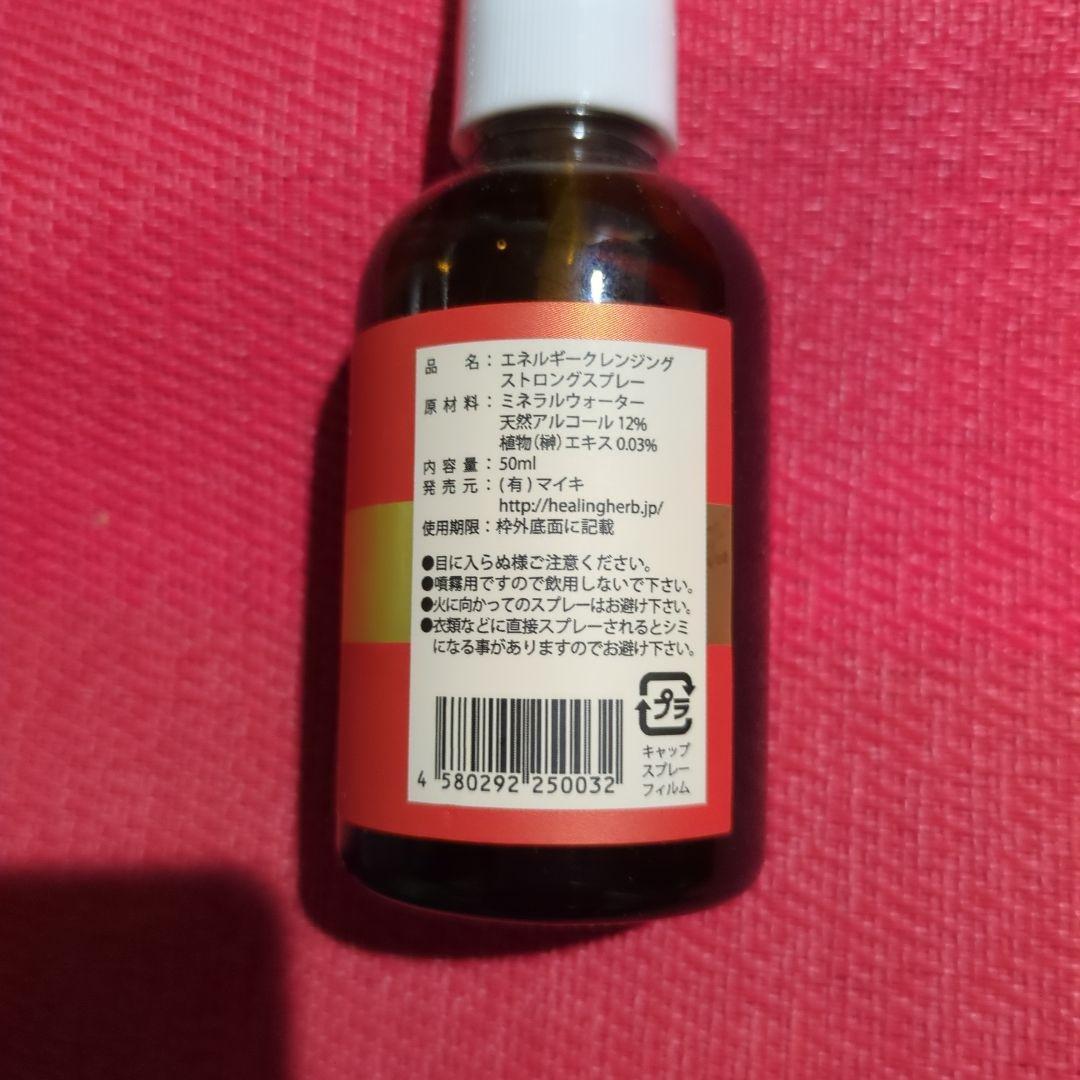 品名：エネルギークレンジング
ストロングスプレー
原材料：ミネラルウォーター
天然アルコール 12%
植物（榊）エキス 0.03%
内容量：50ml
発売元：(有)マイキ
http://healingherb.jp/
使用期限：枠外底面に記載
●目に入らぬ様ご注意ください。
●噴霧用ですので飲用しないで下さい。
●火に向かってのスプレーはお避け下さい。
●衣類などに直接スプレーされるとシミ
になる事がありますのでお避け下さい。
プラ
キャップ
スプレー
フィルム
4 580292 250032